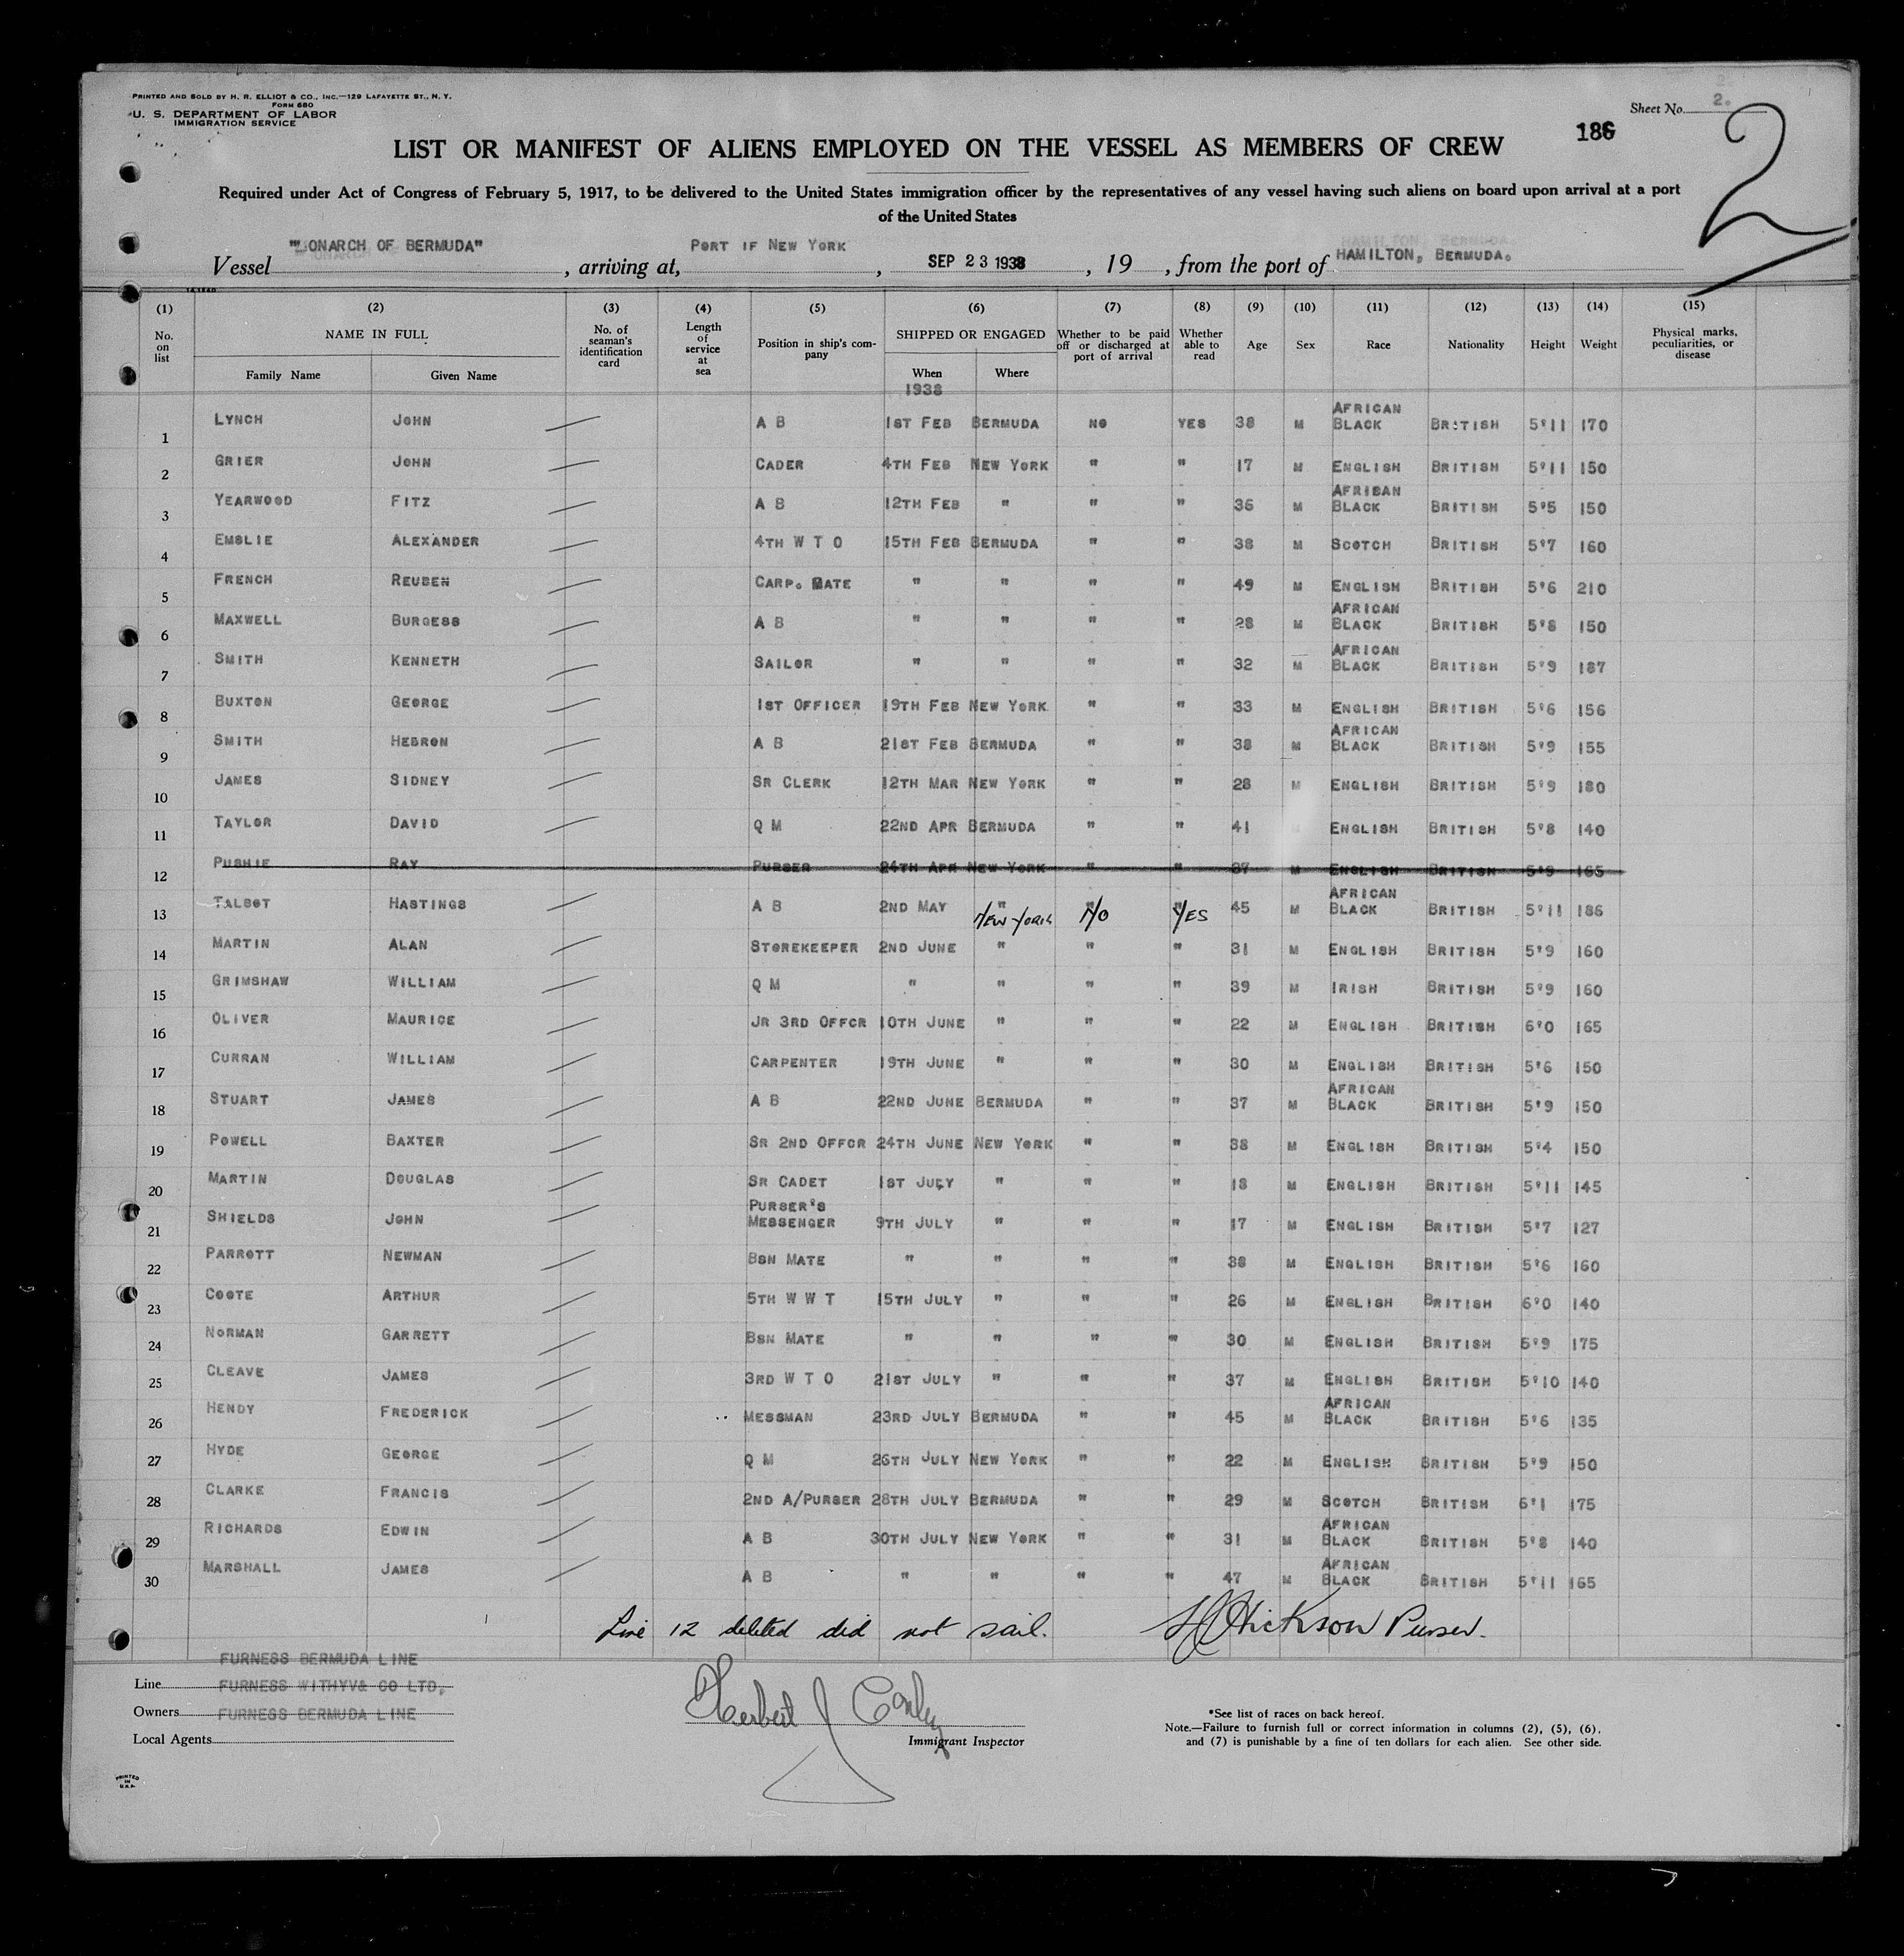 PRINTED AND SOLD BY H. R. ELLIOT & CO., INC.—129 LAFAYETTE ST., N. Y.
FORM 680
U. S. DEPARTMENT OF LABOR
IMMIGRATION SERVICE
Sheet No. 2.
186
2
LIST OR MANIFEST OF ALIENS EMPLOYED ON THE VESSEL AS MEMBERS OF CREW
Required under Act of Congress of February 5, 1917, to be delivered to the United States immigration officer by the representatives of any vessel having such aliens on board upon arrival at a port
of the United States
Vessel "MONARCH OF BERMUDA", arriving at, PORT IF NEW YORK, SEP 23 1938, 19 , from the port of HAMILTON, BERMUDA.
(1) (2) (3) (4) (5) (6) (7) (8) (9) (10) (11) (12) (13) (14) (15)
No. on list NAME IN FULL Family Name Given Name No. of seaman's identification card Length of service at sea Position in ship's company SHIPPED OR ENGAGED When Where Whether to be paid off or discharged at port of arrival Whether able to read Age Sex Race Nationality Height Weight Physical marks, peculiarities, or disease
1938
1 LYNCH JOHN A B 1ST FEB BERMUDA NO YES 38 M AFRICAN BLACK BRITISH 5'11 170
2 GRIER JOHN CADER 4TH FEB NEW YORK " " 17 M ENGLISH BRITISH 5'11 150
3 YEARWOOD FITZ A B 12TH FEB " " " 36 M AFRICAN BLACK BRITISH 5'5 150
4 EMSLIE ALEXANDER 4TH W T O 15TH FEB BERMUDA " " 38 M SCOTCH BRITISH 5'7 160
5 FRENCH REUBEN CARP. MATE " " " " 49 M ENGLISH BRITISH 5'6 210
6 MAXWELL BURGESS A B " " " " 28 M AFRICAN BLACK BRITISH 5'8 150
7 SMITH KENNETH SAILOR " " " " 32 M AFRICAN BLACK BRITISH 5'9 187
8 BUXTON GEORGE 1ST OFFICER 19TH FEB NEW YORK " " 33 M ENGLISH BRITISH 5'6 156
9 SMITH HEBRON A B 21ST FEB BERMUDA " " 38 M AFRICAN BLACK BRITISH 5'9 155
10 JAMES SIDNEY SR CLERK 12TH MAR NEW YORK " " 28 M ENGLISH BRITISH 5'9 180
11 TAYLOR DAVID Q M 22ND APR BERMUDA " " 41 ENGLISH BRITISH 5'8 140
12 PUSHIE RAY PURSER 24TH APR NEW YORK " " 37 M ENGLISH BRITISH 5'9 165
13 TALBOT HASTINGS A B 2ND MAY " New York No Yes 45 M AFRICAN BLACK BRITISH 5'11 186
14 MARTIN ALAN STOREKEEPER 2ND JUNE " " " 31 M ENGLISH BRITISH 5'9 160
15 GRIMSHAW WILLIAM Q M " " " " 39 M IRISH BRITISH 5'9 160
16 OLIVER MAURICE JR 3RD OFFCR 10TH JUNE " " " 22 M ENGLISH BRITISH 6'0 165
17 CURRAN WILLIAM CARPENTER 19TH JUNE " " " 30 M ENGLISH BRITISH 5'6 150
18 STUART JAMES A B 22ND JUNE BERMUDA " " 37 M AFRICAN BLACK BRITISH 5'9 150
19 POWELL BAXTER SR 2ND OFFCR 24TH JUNE NEW YORK " " 38 M ENGLISH BRITISH 5'4 150
20 MARTIN DOUGLAS SR CADET 1ST JULY " " " 18 M ENGLISH BRITISH 5'11 145
21 SHIELDS JOHN PURSER'S MESSENGER 9TH JULY " " " 17 M ENGLISH BRITISH 5'7 127
22 PARROTT NEWMAN BSN MATE " " " " 38 M ENGLISH BRITISH 5'6 160
23 COOTE ARTHUR 5TH W W T 15TH JULY " " " 26 M ENGLISH BRITISH 6'0 140
24 NORMAN GARRETT BSN MATE " " " " 30 M ENGLISH BRITISH 5'9 175
25 CLEAVE JAMES 3RD W T O 21ST JULY " " " 37 M ENGLISH BRITISH 5'10 140
26 HENDY FREDERICK MESSMAN 23RD JULY BERMUDA " " 45 M AFRICAN BLACK BRITISH 5'6 135
27 HYDE GEORGE Q M 26TH JULY NEW YORK " " 22 M ENGLISH BRITISH 5'9 150
28 CLARKE FRANCIS 2ND A/PURSER 28TH JULY BERMUDA " " 29 M SCOTCH BRITISH 6'1 175
29 RICHARDS EDWIN A B 30TH JULY NEW YORK " " 31 M AFRICAN BLACK BRITISH 5'8 140
30 MARSHALL JAMES A B " " " " 47 M AFRICAN BLACK BRITISH 5'11 165
Line 12 deleted did not sail. Hickson Purser.
FURNESS BERMUDA LINE
Line FURNESS WITHYV& CO LTD.
Owners FURNESS BERMUDA LINE
Local Agents
Herbert J
Immigrant Inspector
*See list of races on back hereof.
Note.—Failure to furnish full or correct information in columns (2), (5), (6),
and (7) is punishable by a fine of ten dollars for each alien. See other side.
PRINTED
IN
U.S.A.